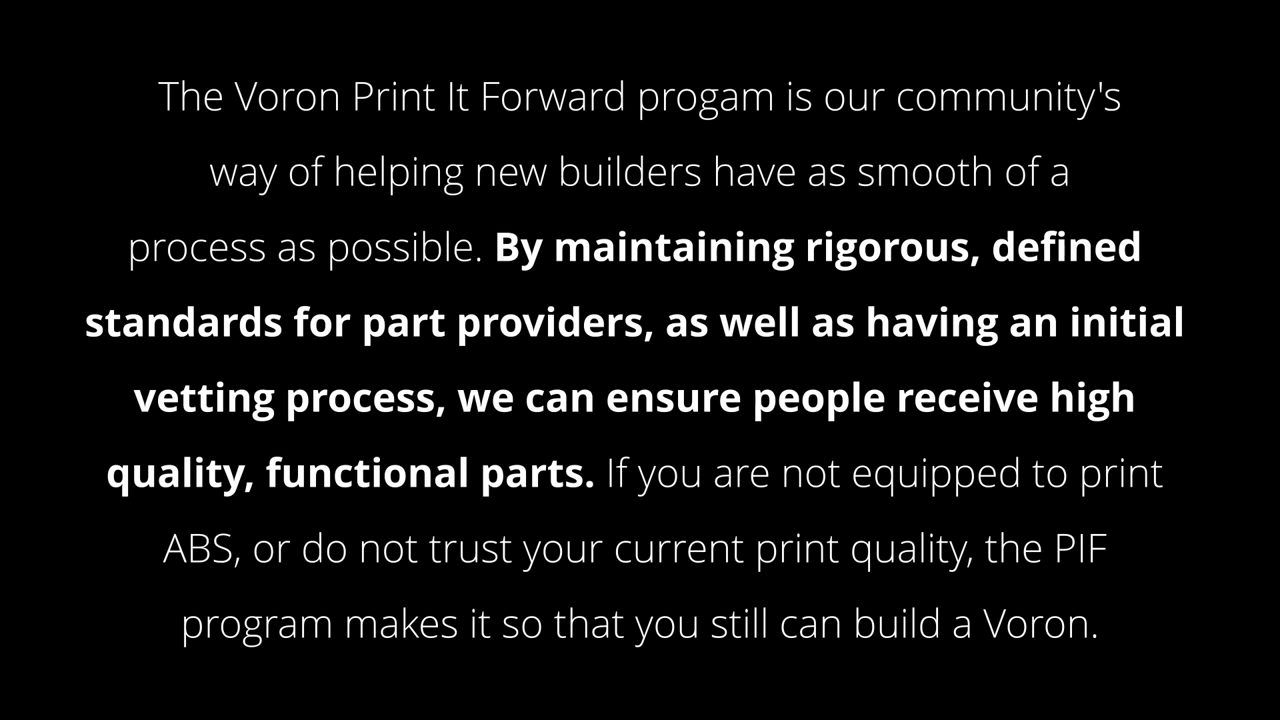 The Voron Print It Forward progam is our community's
way of helping new builders have as smooth of a
process as possible. By maintaining rigorous, defined
standards for part providers, as well as having an initial
vetting process, we can ensure people receive high
quality, functional parts. If you are not equipped to print
ABS, or do not trust your current print quality, the PIF
program makes it so that you still can build a Voron.